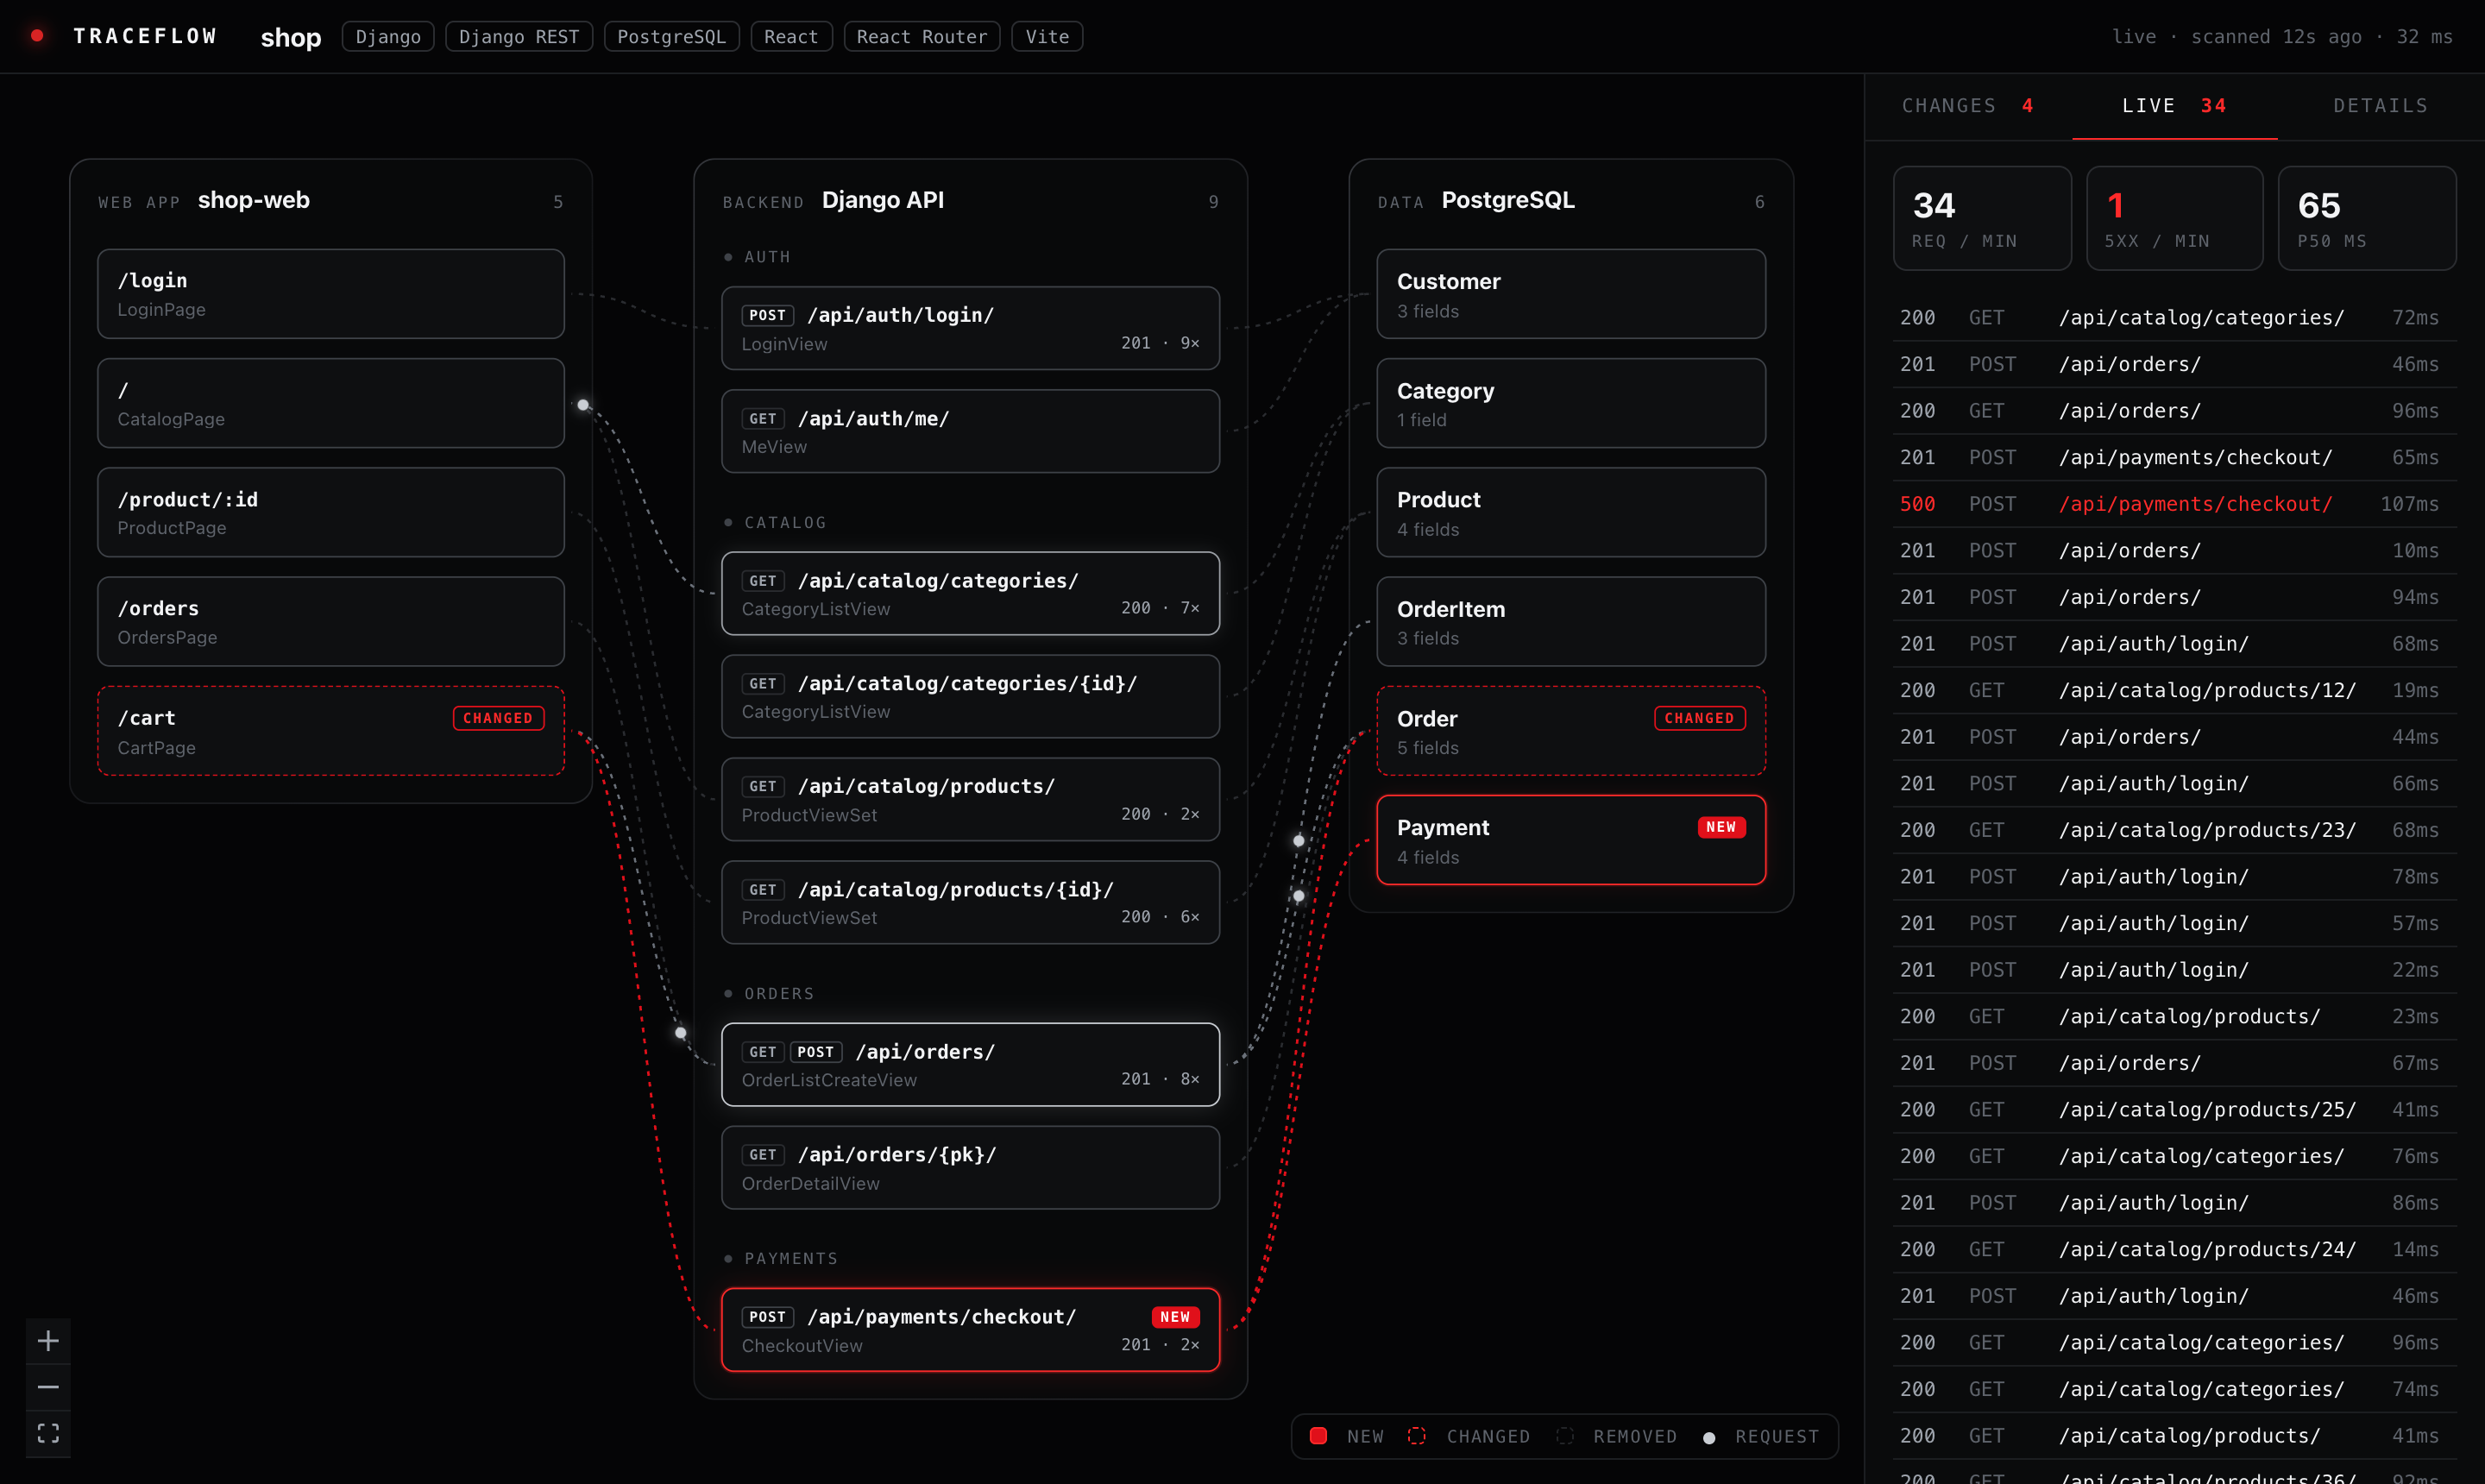 TRACEFLOW shop Django Django REST PostgreSQL React React Router Vite live · scanned 12s ago · 32 ms
WEB APP shop-web 5
/login
LoginPage
/
CatalogPage
/product/:id
ProductPage
/orders
OrdersPage
/cart CHANGED
CartPage
BACKEND Django API 9
AUTH
POST /api/auth/login/
LoginView 201 · 9×
GET /api/auth/me/
MeView
CATALOG
GET /api/catalog/categories/
CategoryListView 200 · 7×
GET /api/catalog/categories/{id}/
CategoryListView
GET /api/catalog/products/
ProductViewSet 200 · 2×
GET /api/catalog/products/{id}/
ProductViewSet 200 · 6×
ORDERS
GET POST /api/orders/
OrderListCreateView 201 · 8×
GET /api/orders/{pk}/
OrderDetailView
PAYMENTS
POST /api/payments/checkout/ NEW
CheckoutView 201 · 2×
DATA PostgreSQL 6
Customer
3 fields
Category
1 field
Product
4 fields
OrderItem
3 fields
Order CHANGED
5 fields
Payment NEW
4 fields
NEW CHANGED REMOVED REQUEST
CHANGES 4 LIVE 34 DETAILS
34 1 65
REQ / MIN 5XX / MIN P50 MS
200 GET /api/catalog/categories/ 72ms
201 POST /api/orders/ 46ms
200 GET /api/orders/ 96ms
201 POST /api/payments/checkout/ 65ms
500 POST /api/payments/checkout/ 107ms
201 POST /api/orders/ 10ms
201 POST /api/orders/ 94ms
201 POST /api/auth/login/ 68ms
200 GET /api/catalog/products/12/ 19ms
201 POST /api/orders/ 44ms
201 POST /api/auth/login/ 66ms
200 GET /api/catalog/products/23/ 68ms
201 POST /api/auth/login/ 78ms
201 POST /api/auth/login/ 57ms
201 POST /api/auth/login/ 22ms
200 GET /api/catalog/products/ 23ms
201 POST /api/orders/ 67ms
200 GET /api/catalog/products/25/ 41ms
200 GET /api/catalog/categories/ 76ms
201 POST /api/auth/login/ 86ms
200 GET /api/catalog/products/24/ 14ms
201 POST /api/auth/login/ 46ms
200 GET /api/catalog/categories/ 96ms
200 GET /api/catalog/categories/ 74ms
200 GET /api/catalog/products/ 41ms
200 GET /api/catalog/products/36/ 92ms